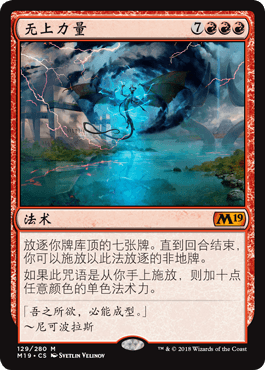 无上力量 7
法术 M19
放逐你牌库顶的七张牌。直到回合结束，
你可以施放以此法放逐的非地牌。
如果此咒语是从你手上施放，则加十点
任意颜色的单色法术力。
「吾之所欲，必能成型。」
～尼可波拉斯
129/280 M
M19 • CS SVETLIN VELINOV
™ & © 2018 Wizards of the Coast